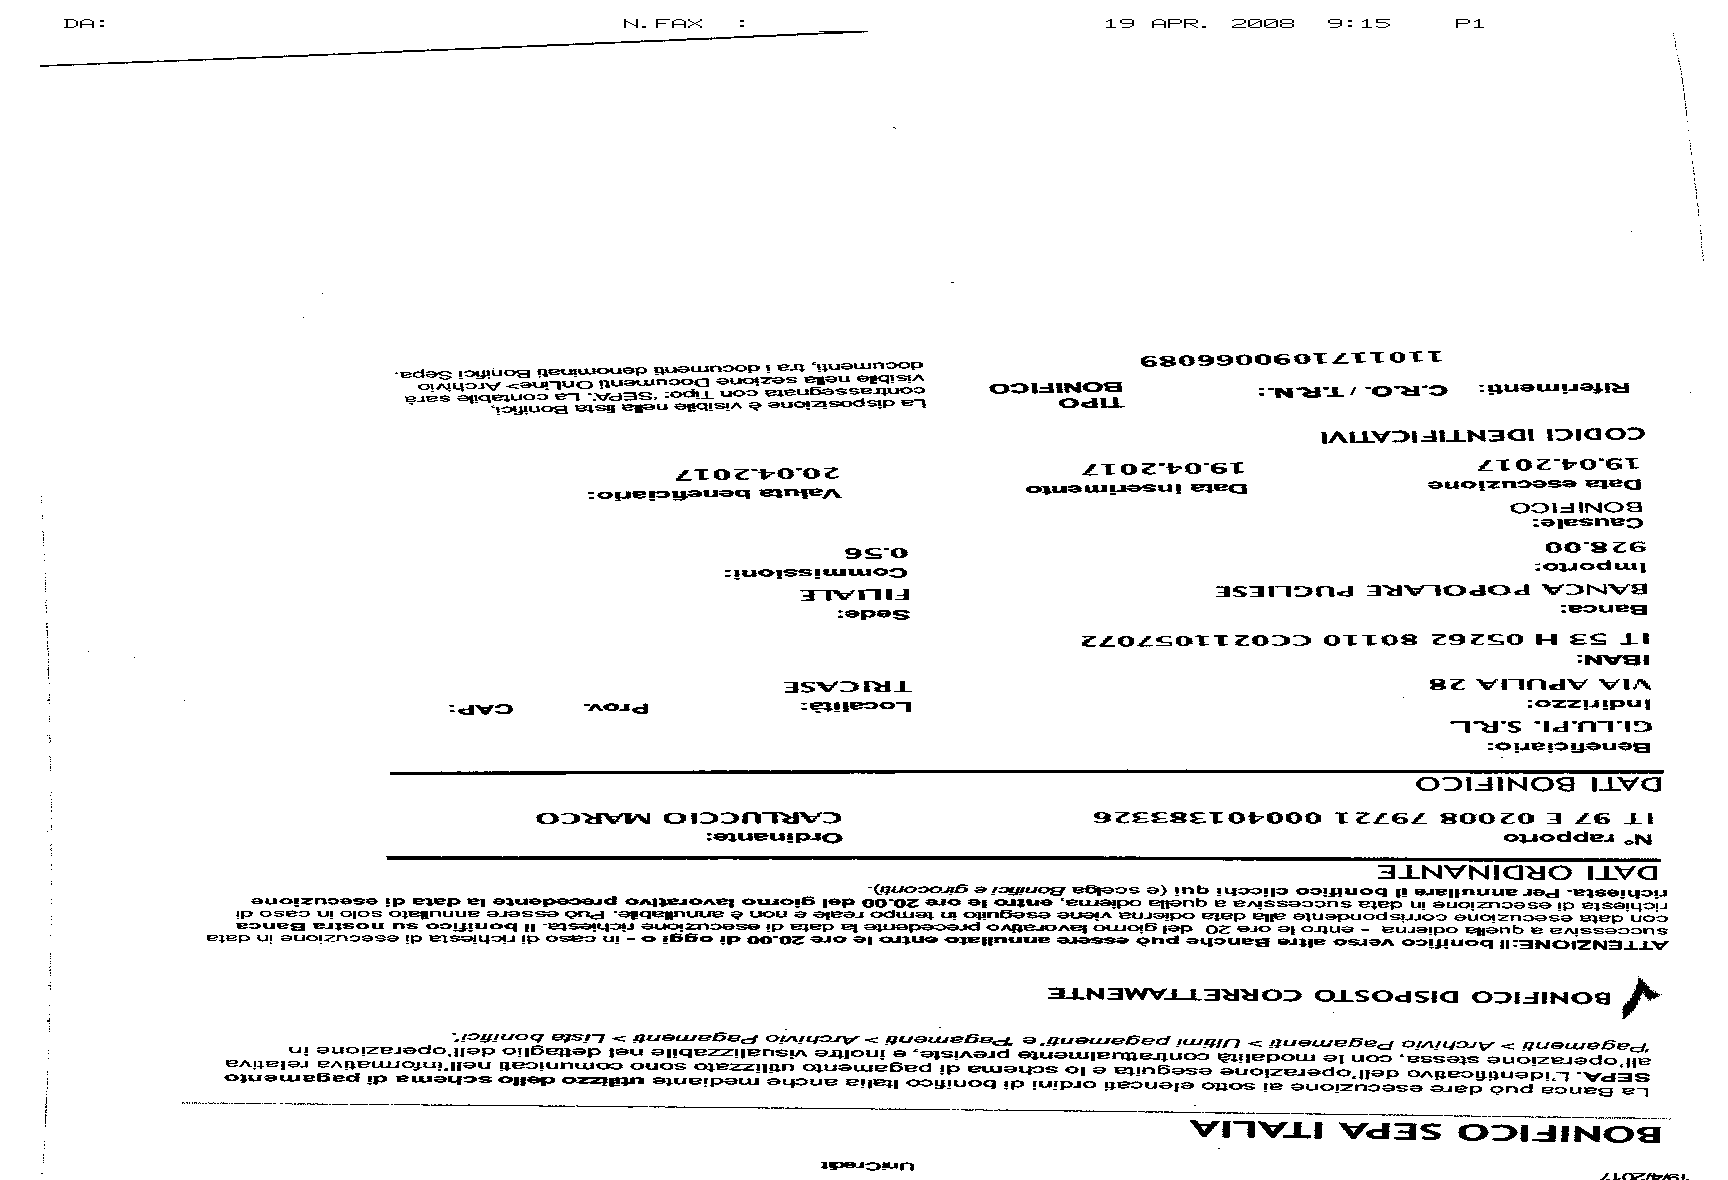 DA: N.FAX : 19 APR. 2008 9:15 P1
19/4/2017
UniCredit
BONIFICO SEPA ITALIA
La Banca può dare esecuzione ai sotto elencati ordini di bonifico Italia anche mediante utilizzo dello schema di pagamento
SEPA. L'identificativo dell'operazione eseguita e lo schema di pagamento utilizzato sono comunicati nell'informativa relativa
all'operazione stessa, con le modalità contrattualmente previste, e inoltre visualizzabile nel dettaglio dell'operazione in
"Pagamenti > Archivio Pagamenti > Ultimi pagamenti" e "Pagamenti > Archivio Pagamenti > Lista bonifici".
BONIFICO DISPOSTO CORRETTAMENTE
ATTENZIONE:Il bonifico verso altre Banche può essere annullato entro le ore 20.00 di oggi o - in caso di richiesta di esecuzione in data
successiva a quella odierna - entro le ore 20 del giorno lavorativo precedente la data di esecuzione richiesta. Il bonifico su nostra Banca
con data esecuzione corrispondente alla data odierna viene eseguito in tempo reale e non è annullabile. Può essere annullato solo in caso di
richiesta di esecuzione in data successiva a quella odierna, entro le ore 20.00 del giorno lavorativo precedente la data di esecuzione
richiesta. Per annullare il bonifico clicchi qui (e scelga Bonifici e giroconti).
DATI ORDINANTE
N° rapporto Ordinante:
IT 97 E 02008 79721 000401383326 CARLUCCIO MARCO
DATI BONIFICO
Beneficiario:
GI.LU.PI. S.R.L.
Indirizzo: Località: Prov. CAP:
VIA APULIA 28 TRICASE
IBAN:
IT 53 H 05262 80110 CC0211057072
Banca: Sede:
BANCA POPOLARE PUGLIESE FILIALE
Importo: Commissioni:
928.00 0.56
Causale:
BONIFICO
Data esecuzione Data inserimento Valuta beneficiario:
19.04.2017 19.04.2017 20.04.2017
CODICI IDENTIFICATIVI
Riferimenti: C.R.O. / T.R.N.: TIPO BONIFICO
1101171090066089
La disposizione è visibile nella lista Bonifici,
contrassegnata con Tipo: "SEPA". La contabile sarà
visibile nella sezione Documenti OnLine> Archivio
documenti, tra i documenti denominati Bonifici Sepa.